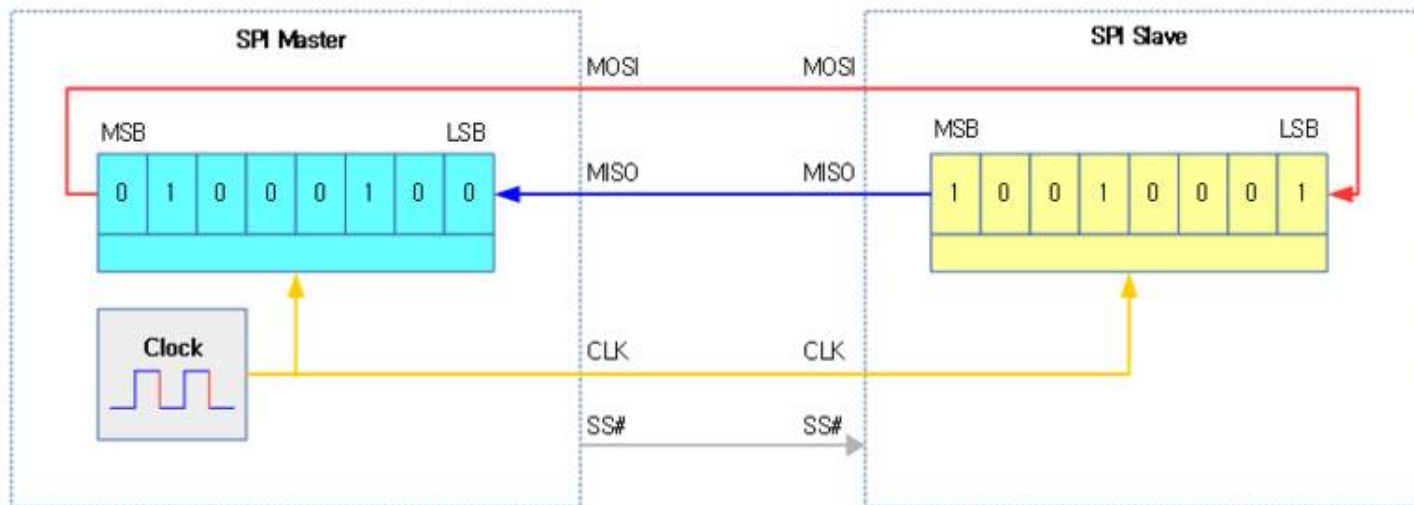 SPI Master
SPI Slave
MOSI MOSI
MSB LSB
MSB LSB
MISO MISO
0 1 0 0 0 1 0 0
1 0 0 1 0 0 0 1
Clock
CLK CLK
SS# SS#